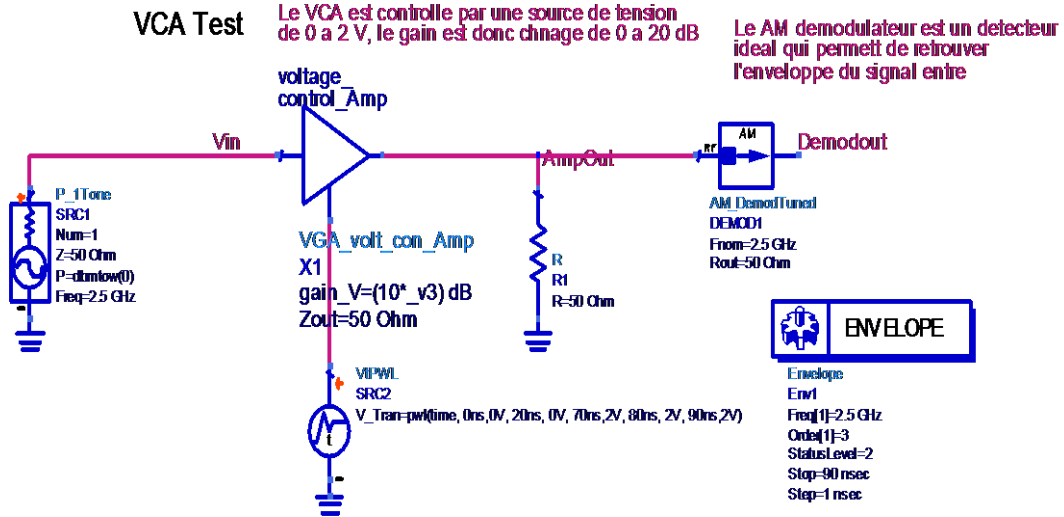 VCA Test
Le VCA est controlle par une source de tension
de 0 a 2 V, le gain est donc chnage de 0 a 20 dB
Le AM demodulateur est un detecteur
ideal qui permett de retrouver
l'enveloppe du signal entre
voltage_
control_Amp
Vin
AmpOut
RF
AM
Demodout
P_1Tone
SRC1
Num=1
Z=50 Ohm
P=dbmtow(0)
Freq=2.5 GHz
VGA_volt_con_Amp
X1
gain_V=(10*_v3) dB
Zout=50 Ohm
R
R1
R=50 Ohm
AM_DemodTuned
DEMOD1
Fnom=2.5 GHz
Rout=50 Ohm
VtPWL
SRC2
V_Tran=pwl(time, 0ns,0V, 20ns, 0V, 70ns,2V, 80ns, 2V, 90ns,2V)
t
ENVELOPE
Envelope
Env1
Freq[1]=2.5 GHz
Order[1]=3
StatusLevel=2
Stop=90 nsec
Step=1 nsec